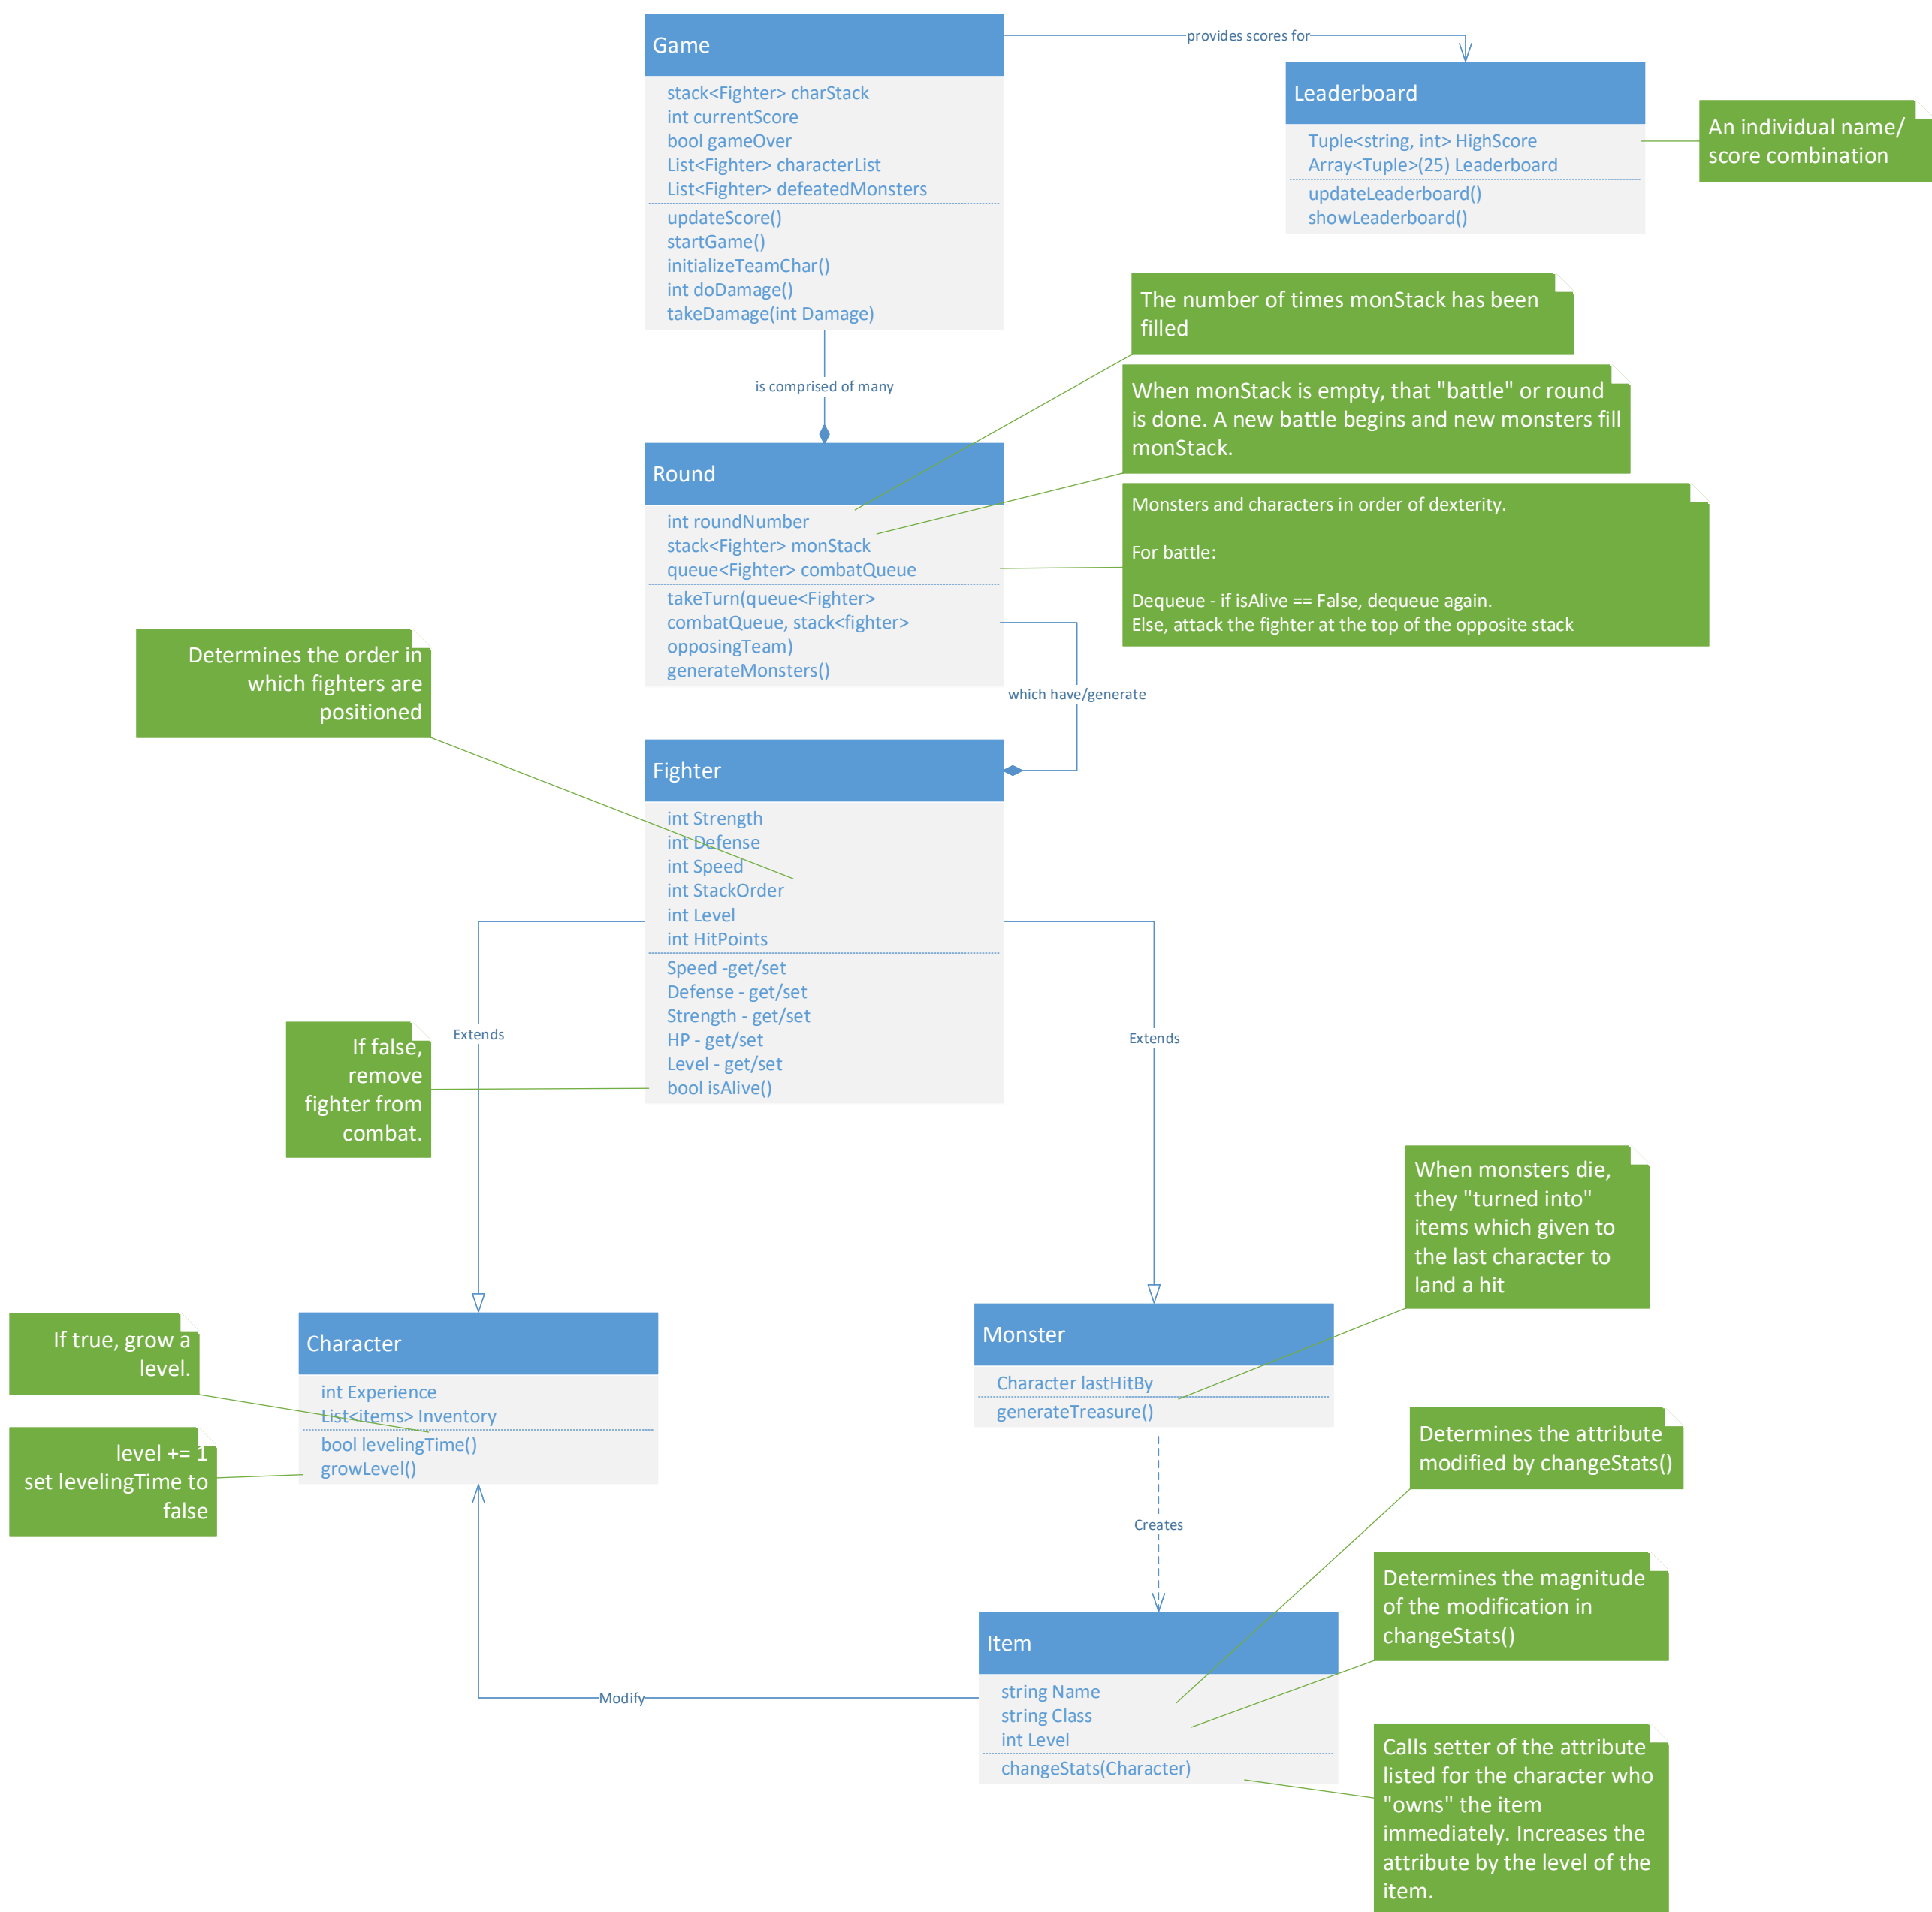 Game
stack<Fighter> charStack
int currentScore
bool gameOver
List<Fighter> characterList
List<Fighter> defeatedMonsters
updateScore()
startGame()
initializeTeamChar()
int doDamage()
takeDamage(int Damage)
provides scores for
Leaderboard
Tuple<string, int> HighScore
Array<Tuple>(25) Leaderboard
updateLeaderboard()
showLeaderboard()
An individual name/
score combination
is comprised of many
The number of times monStack has been
filled
When monStack is empty, that "battle" or round
is done. A new battle begins and new monsters fill
monStack.
Round
int roundNumber
stack<Fighter> monStack
queue<Fighter> combatQueue
takeTurn(queue<Fighter>
combatQueue, stack<fighter>
opposingTeam)
generateMonsters()
Monsters and characters in order of dexterity.
For battle:
Dequeue - if isAlive == False, dequeue again.
Else, attack the fighter at the top of the opposite stack
which have/generate
Determines the order in
which fighters are
positioned
Fighter
int Strength
int Defense
int Speed
int StackOrder
int Level
int HitPoints
Speed -get/set
Defense - get/set
Strength - get/set
HP - get/set
Level - get/set
bool isAlive()
If false,
remove
fighter from
combat.
Extends
Extends
When monsters die,
they "turned into"
items which given to
the last character to
land a hit
If true, grow a
level.
level += 1
set levelingTime to
false
Character
int Experience
List<items> Inventory
bool levelingTime()
growLevel()
Monster
Character lastHitBy
generateTreasure()
Determines the attribute
modified by changeStats()
Creates
Determines the magnitude
of the modification in
changeStats()
Item
string Name
string Class
int Level
changeStats(Character)
Modify
Calls setter of the attribute
listed for the character who
"owns" the item
immediately. Increases the
attribute by the level of the
item.